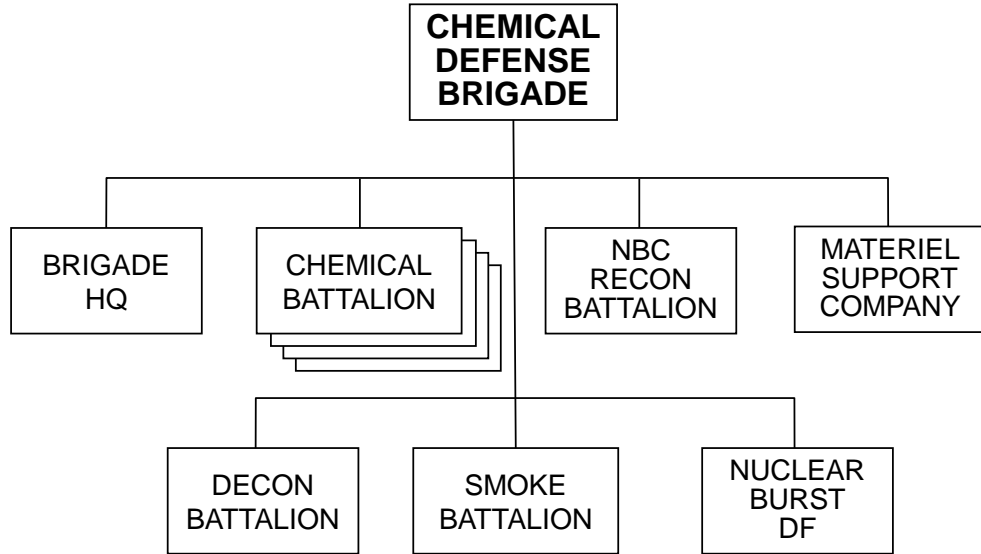 CHEMICAL
DEFENSE
BRIGADE
BRIGADE
HQ
CHEMICAL
BATTALION
NBC
RECON
BATTALION
MATERIEL
SUPPORT
COMPANY
DECON
BATTALION
SMOKE
BATTALION
NUCLEAR
BURST
DF